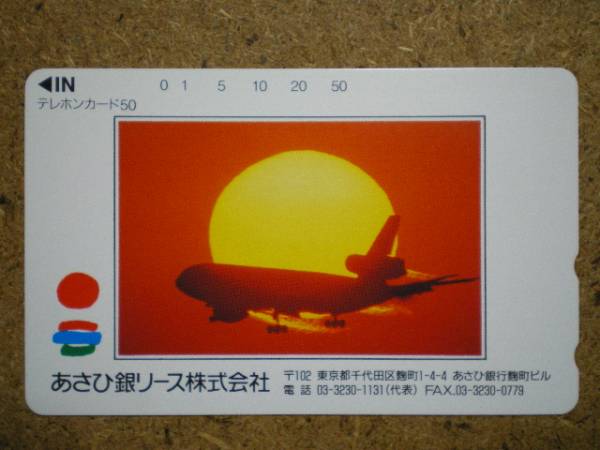 ◀IN 0 1 5 10 20 50
テレホンカード50
あさひ銀リース株式会社
〒102 東京都千代田区麹町1-4-4 あさひ銀行麹町ビル
電話 03-3230-1131(代表) FAX.03-3230-0779